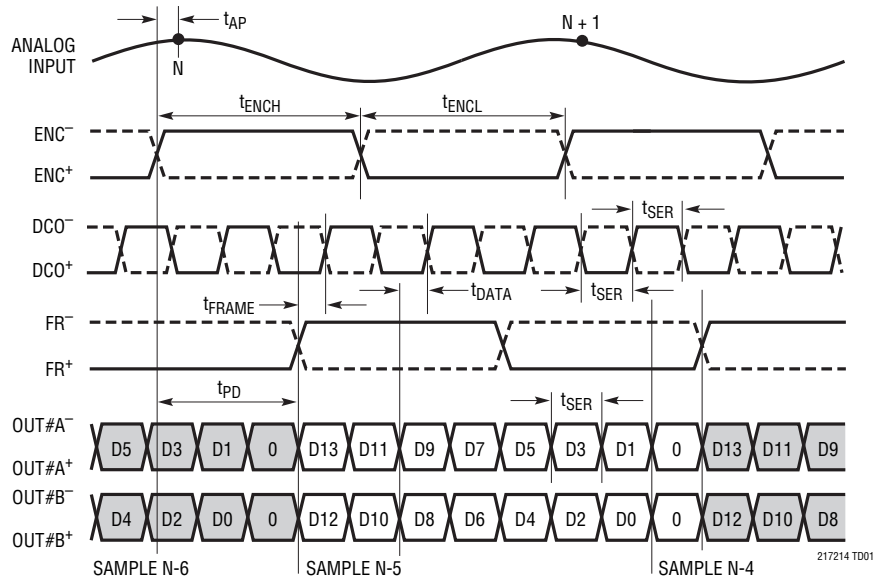 tAP
N + 1
ANALOG
INPUT
N
tENCH
tENCL
ENC–
ENC+
DCO–
tSER
DCO+
tFRAME
tDATA
tSER
FR–
FR+
tPD
tSER
OUT#A–
D5 D3 D1 0 D13 D11 D9 D7 D5 D3 D1 0 D13 D11 D9
OUT#A+
OUT#B–
D4 D2 D0 0 D12 D10 D8 D6 D4 D2 D0 0 D12 D10 D8
OUT#B+
SAMPLE N-6 SAMPLE N-5 SAMPLE N-4
217214 TD01